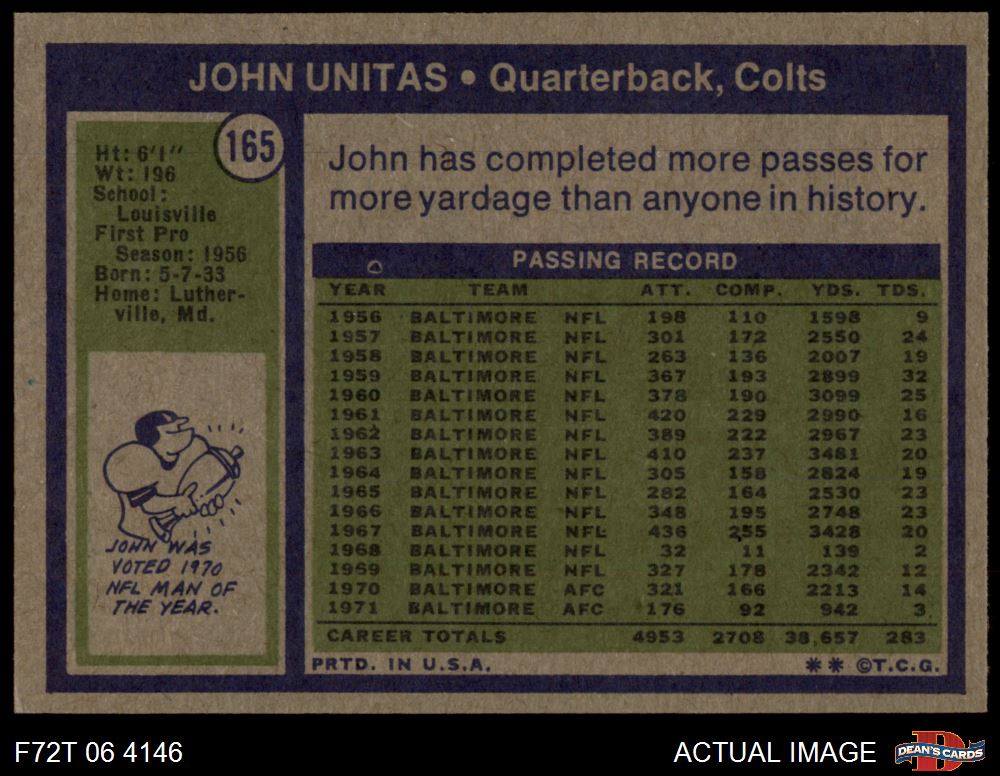 JOHN UNITAS • Quarterback, Colts
165
Ht: 6'1"
Wt: 196
School:
Louisville
First Pro
Season: 1956
Born: 5-7-33
Home: Luther-
ville, Md.
JOHN WAS
VOTED 1970
NFL MAN OF
THE YEAR.
John has completed more passes for
more yardage than anyone in history.
PASSING RECORD
YEAR TEAM ATT. COMP. YDS. TDS.
1956 BALTIMORE NFL 198 110 1598 9
1957 BALTIMORE NFL 301 172 2550 24
1958 BALTIMORE NFL 263 136 2007 19
1959 BALTIMORE NFL 367 193 2899 32
1960 BALTIMORE NFL 378 190 3099 25
1961 BALTIMORE NFL 420 229 2990 16
1962 BALTIMORE NFL 389 222 2967 23
1963 BALTIMORE NFL 410 237 3481 20
1964 BALTIMORE NFL 305 158 2824 19
1965 BALTIMORE NFL 282 164 2530 23
1966 BALTIMORE NFL 348 195 2748 23
1967 BALTIMORE NFL 436 255 3428 20
1968 BALTIMORE NFL 32 11 139 2
1969 BALTIMORE NFL 327 178 2342 12
1970 BALTIMORE AFC 321 166 2213 14
1971 BALTIMORE AFC 176 92 942 3
CAREER TOTALS 4953 2708 38,657 283
PRTD. IN U.S.A. ** ©T.C.G.
F72T 06 4146 ACTUAL IMAGE D DEAN'S CARDS